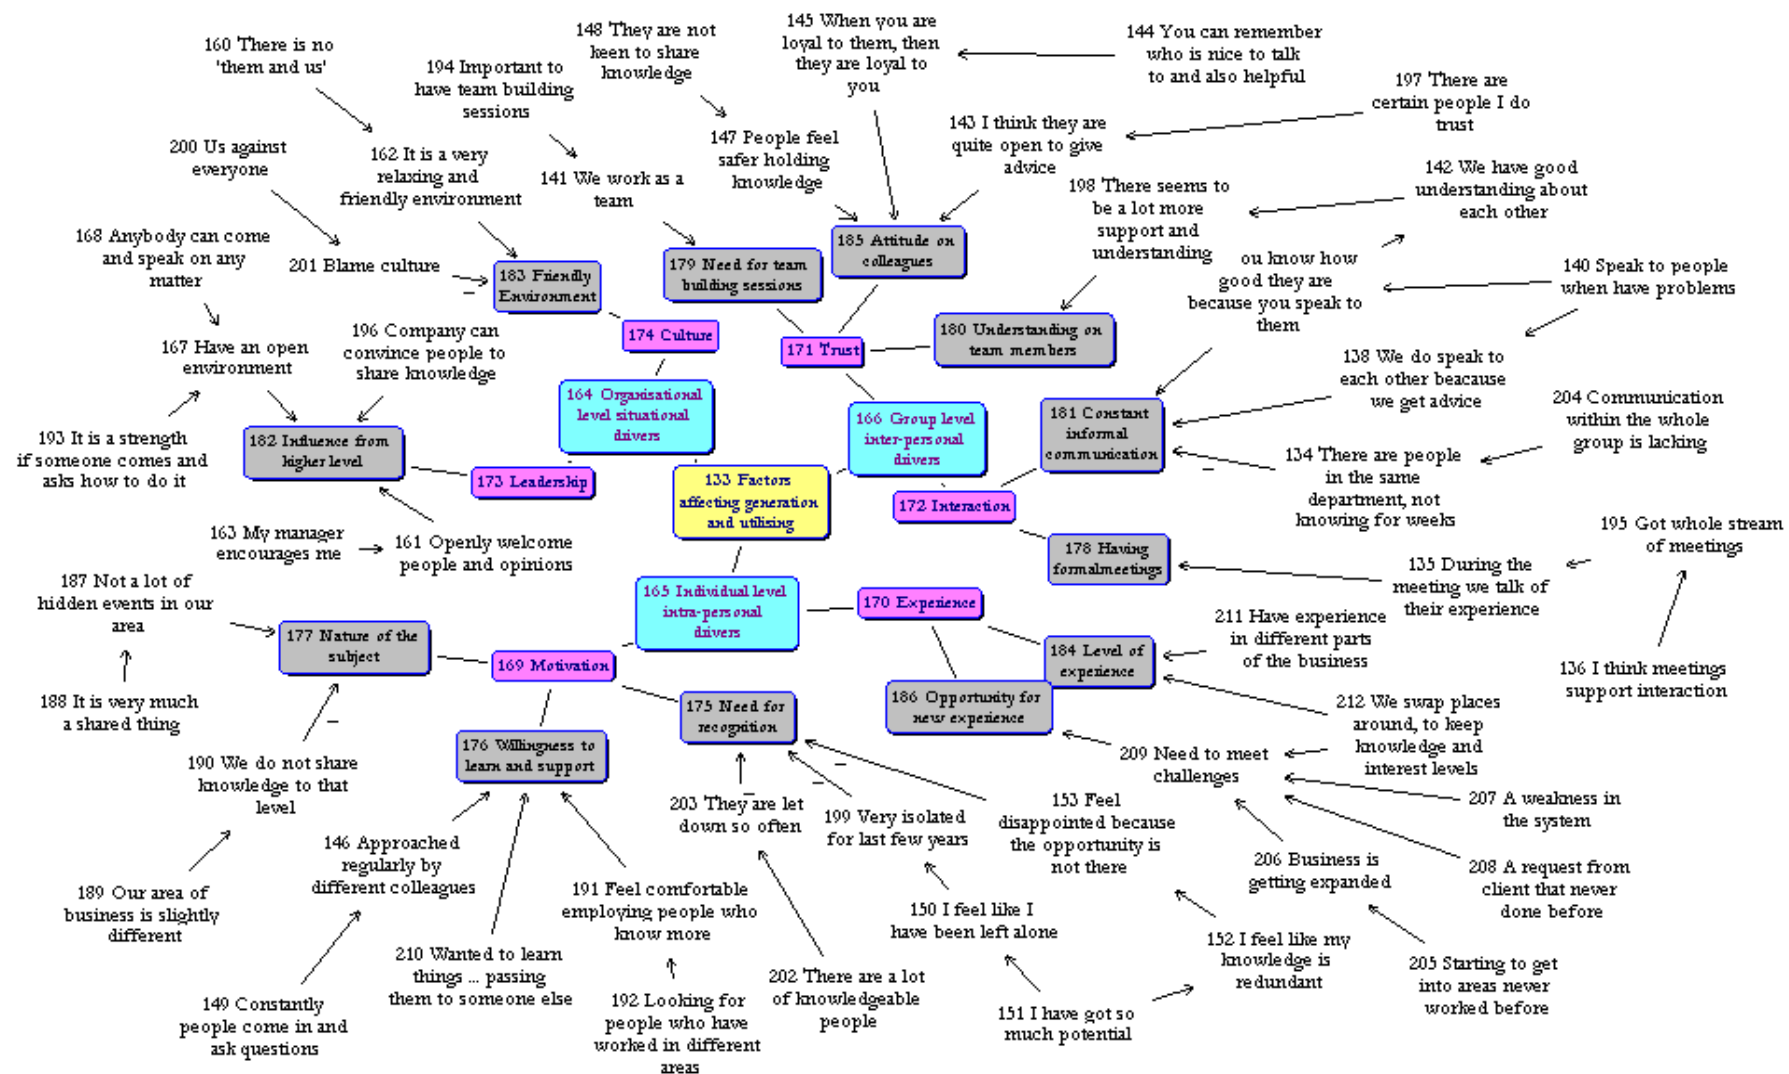 160 There is no
'them and us'
194 Important to
have team building
sessions
148 They are not
keen to share
knowledge
145 When you are
loyal to them, then
they are loyal to
you
144 You can remember
who is nice to talk
to and also helpful
197 There are
certain people I do
trust
200 Us against
everyone
162 It is a very
relaxing and
friendly environment
141 We work as a
team
147 People feel
safer holding
knowledge
143 I think they are
quite open to give
advice
198 There seems to
be a lot more
support and
understanding
142 We have good
understanding about
each other
168 Anybody can come
and speak on any
matter
201 Blame culture
183 Friendly
Environment
179 Need for team
building sessions
185 Attitude on
colleagues
ou know how
good they are
because you speak to
them
140 Speak to people
when have problems
167 Have an open
environment
196 Company can
convince people to
share knowledge
174 Culture
171 Trust
180 Understanding on
team members
138 We do speak to
each other beacause
we get advice
204 Communication
within the whole
group is lacking
193 It is a strength
if someone comes and
asks how to do it
182 Influence from
higher level
164 Organisational
level situational
drivers
166 Group level
inter-personal
drivers
181 Constant
informal
communication
134 There are people
in the same
department, not
knowing for weeks
173 Leadership
133 Factors
affecting generation
and utilising
172 Interaction
163 My manager
encourages me
161 Openly welcome
people and opinions
178 Having
formalmeetings
195 Got whole stream
of meetings
135 During the
meeting we talk of
their experience
187 Not a lot of
hidden events in our
area
177 Nature of the
subject
165 Individual level
intra-personal
drivers
170 Experience
211 Have experience
in different parts
of the business
184 Level of
experience
136 I think meetings
support interaction
188 It is very much
a shared thing
169 Motivation
175 Need for
recognition
186 Opportunity for
new experience
212 We swap places
around, to keep
knowledge and
interest levels
190 We do not share
knowledge to that
level
176 Willingness to
learn and support
209 Need to meet
challenges
207 A weakness in
the system
203 They are let
down so often
199 Very isolated
for last few years
153 Feel
disappointed because
the opportunity is
not there
146 Approached
regularly by
different colleagues
206 Business is
getting expanded
208 A request from
client that never
done before
189 Our area of
business is slightly
different
191 Feel comfortable
employing people who
know more
150 I feel like I
have been left alone
152 I feel like my
knowledge is
redundant
205 Starting to get
into areas never
worked before
210 Wanted to learn
things ... passing
them to someone else
202 There are a lot
of knowledgeable
people
149 Constantly
people come in and
ask questions
192 Looking for
people who have
worked in different
areas
151 I have got so
much potential